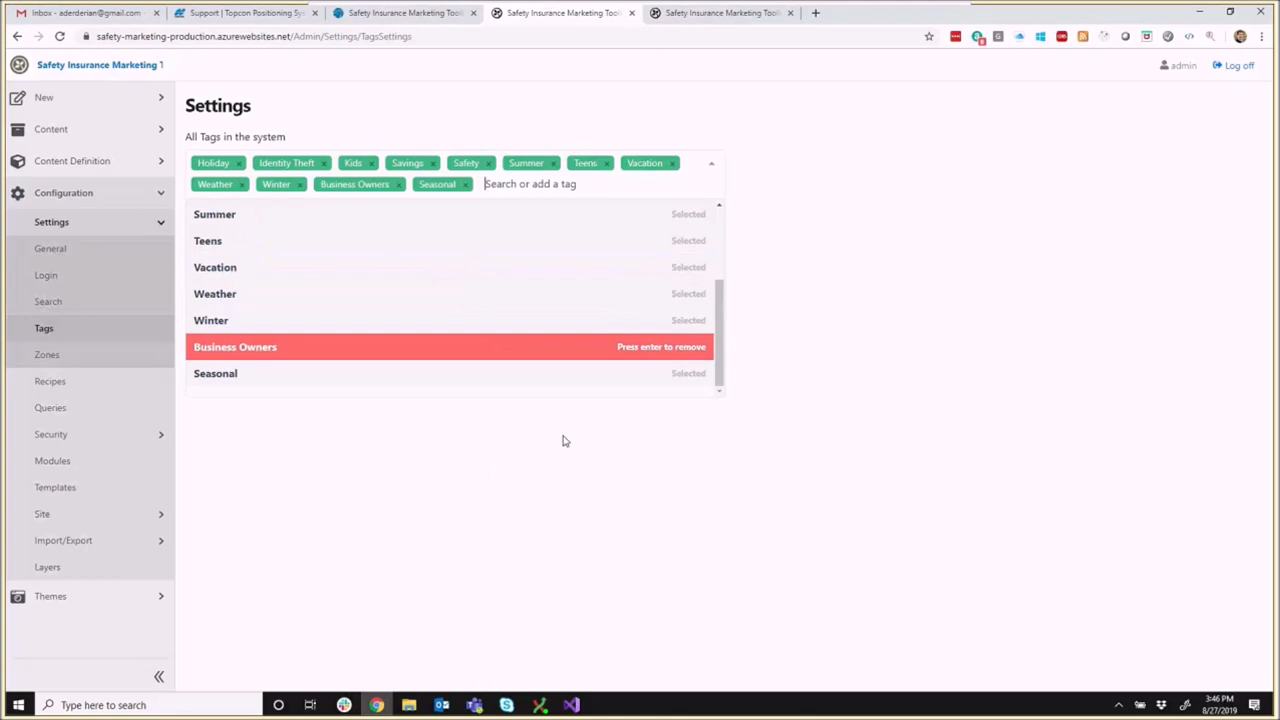 Inbox - aderderian@gmail.com -
Support | Topcon Positioning Sy
Safety Insurance Marketing Tool
Safety Insurance Marketing Tool
Safety Insurance Marketing Tool
safety-marketing-production.azurewebsites.net/Admin/Settings/TagsSettings
Safety Insurance Marketing 1
admin
Log off
New
Content
Content Definition
Configuration
Settings
General
Login
Search
Tags
Zones
Recipes
Queries
Security
Modules
Templates
Site
Import/Export
Layers
Themes
Settings
All Tags in the system
Holiday × Identity Theft × Kids × Savings × Safety × Summer × Teens × Vacation ×
Weather × Winter × Business Owners × Seasonal × Search or add a tag
Summer Selected
Teens Selected
Vacation Selected
Weather Selected
Winter Selected
Business Owners Press enter to remove
Seasonal Selected
Type here to search
3:46 PM
8/27/2019